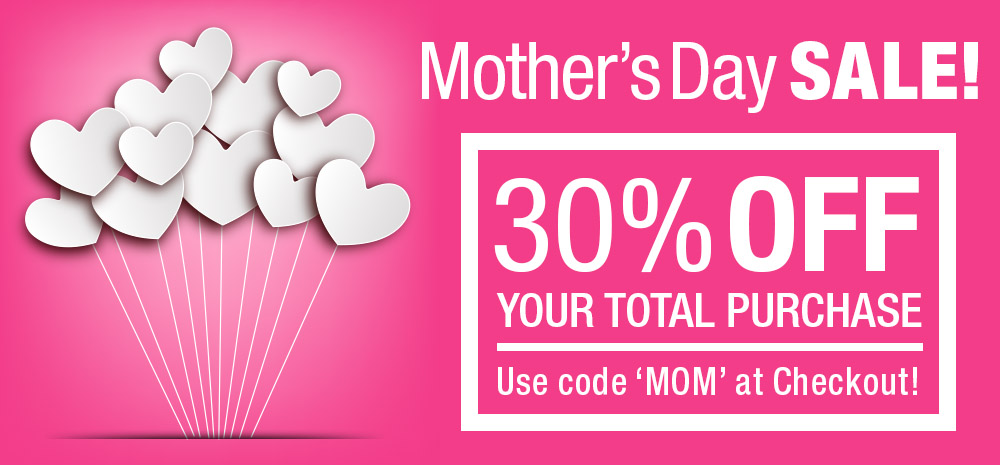 Mother’s Day SALE!
30% OFF
YOUR TOTAL PURCHASE
Use code ‘MOM’ at Checkout!